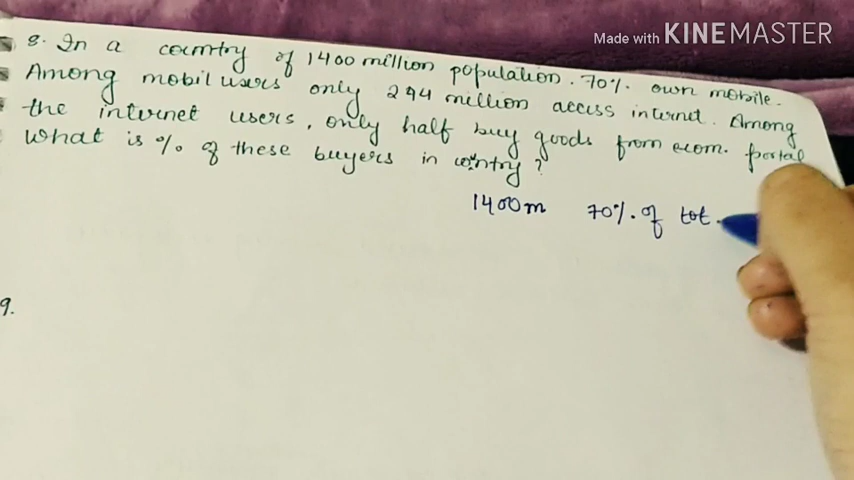 Made with KINEMASTER
8. In a country of 1400 million population. 70%. own mobile.
Among mobil users only 294 million access internet. Among
the internet users, only half buy goods from ecom. portal
What is % of these buyers in country?
1400m 70%. of tot.
9.